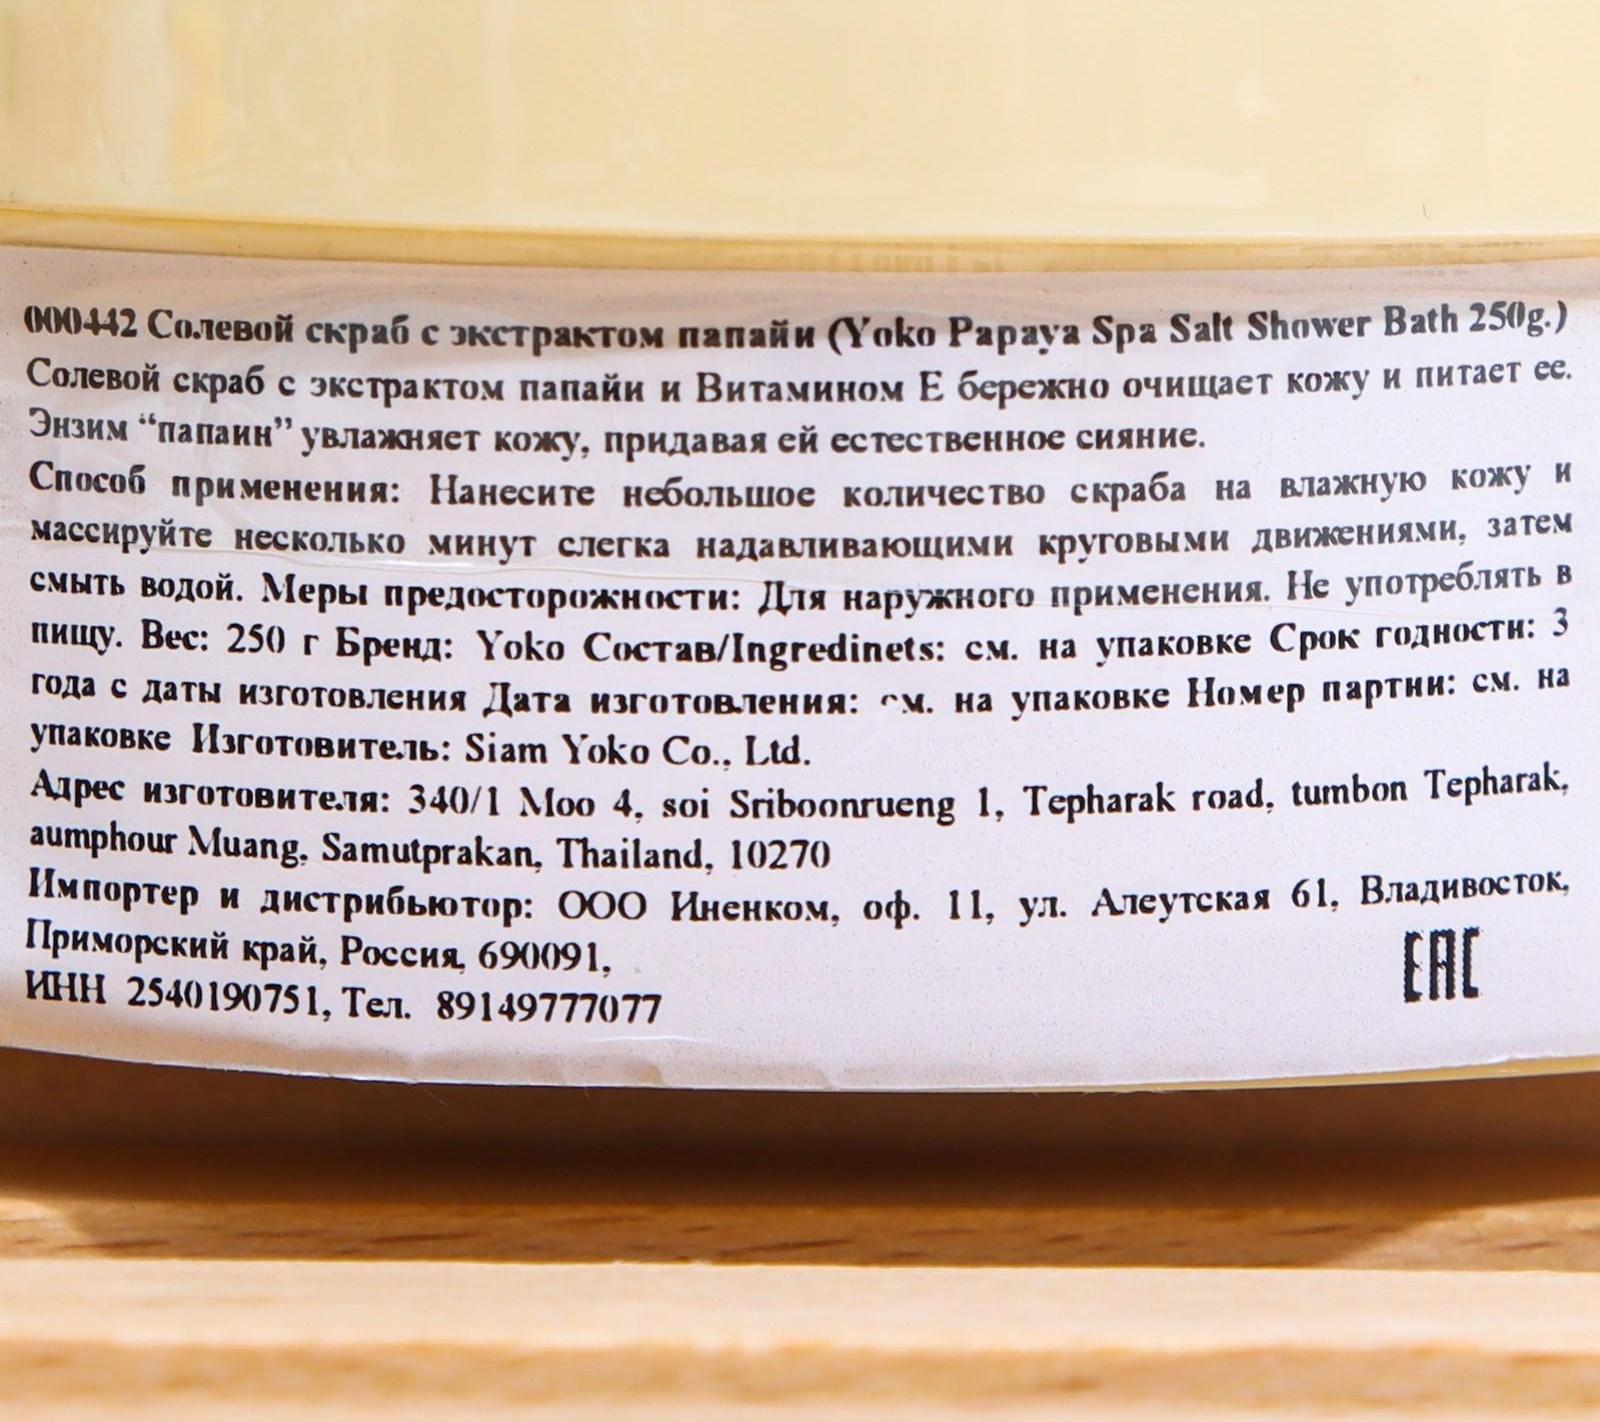 000442 Солевой скраб с экстрактом папайи (Yoko Papaya Spa Salt Shower Bath 250g.)
Солевой скраб с экстрактом папайи и Витамином Е бережно очищает кожу и питает ее.
Энзим “папаин” увлажняет кожу, придавая ей естественное сияние.
Способ применения: Нанесите небольшое количество скраба на влажную кожу и
массируйте несколько минут слегка надавливающими круговыми движениями, затем
смыть водой. Меры предосторожности: Для наружного применения. Не употреблять в
пищу. Вес: 250 г Бренд: Yoko Состав/Ingredinets: см. на упаковке Срок годности: 3
года с даты изготовления Дата изготовления: см. на упаковке Номер партии: см. на
упаковке Изготовитель: Siam Yoko Co., Ltd.
Адрес изготовителя: 340/1 Moo 4, soi Sriboonrueng 1, Tepharak road, tumbon Tepharak,
aumphour Muang, Samutprakan, Thailand, 10270
Импортер и дистрибьютор: ООО Иненком, оф. 11, ул. Алеутская 61, Владивосток,
Приморский край, Россия, 690091,
ИНН 2540190751, Тел. 89149777077
EAC